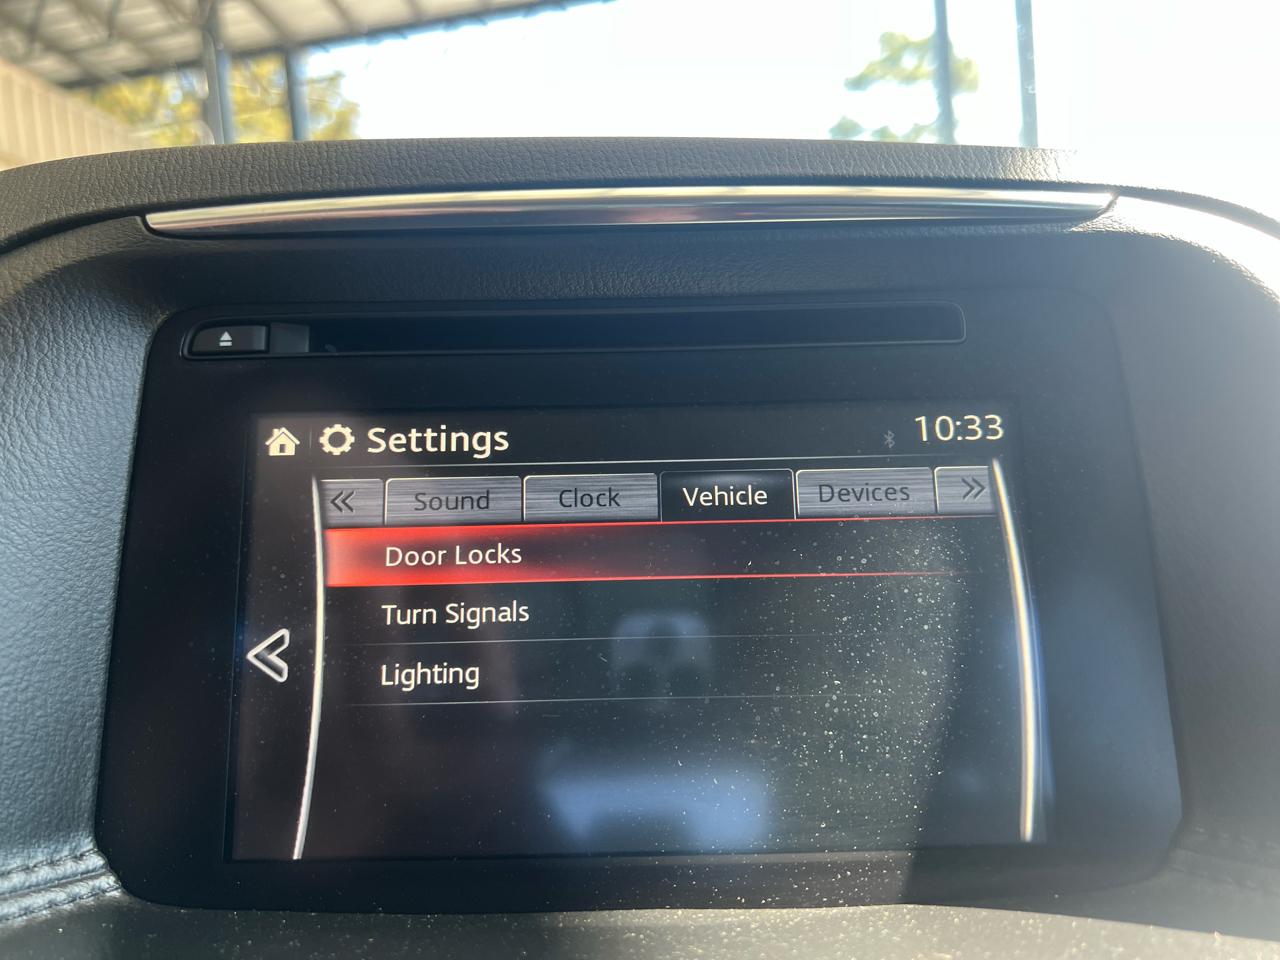 Settings 10:33
« Sound Clock Vehicle Devices »
Door Locks
Turn Signals
Lighting